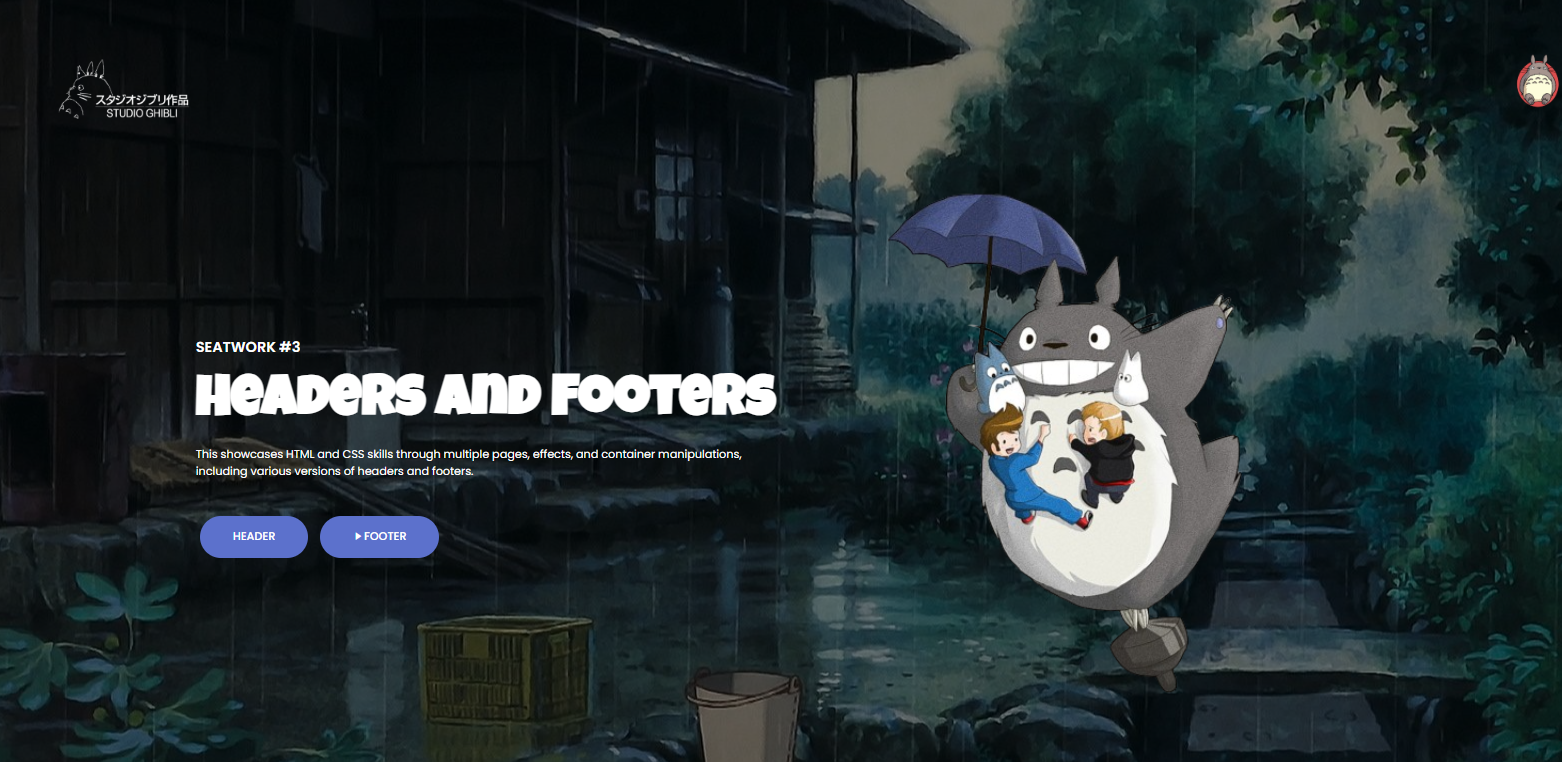 スタジオジブリ作品
STUDIO GHIBLI
SEATWORK #3
Headers and Footers
This showcases HTML and CSS skills through multiple pages, effects, and container manipulations,
including various versions of headers and footers.
HEADER
FOOTER